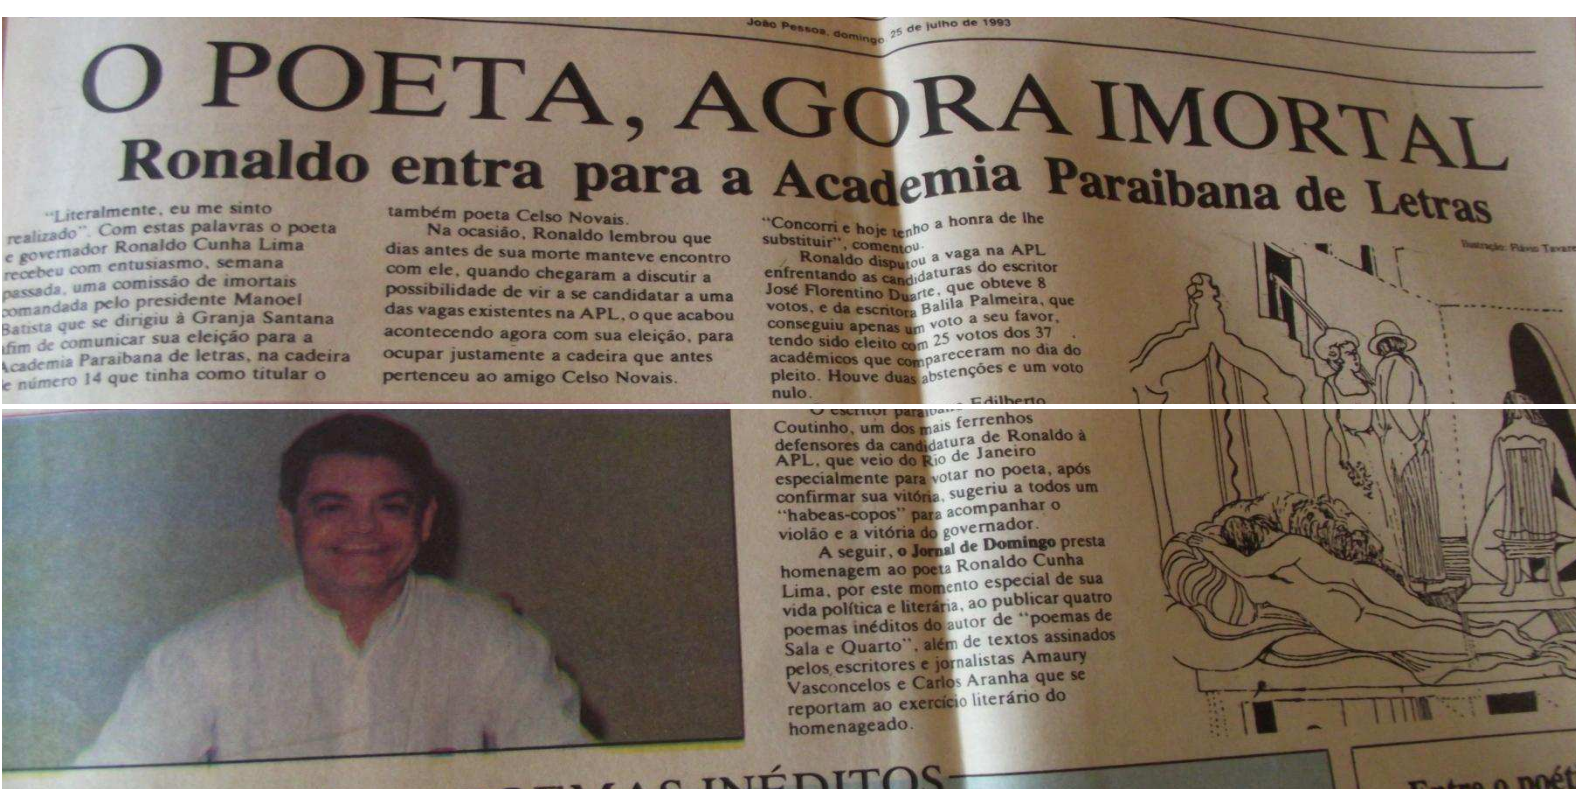 João Pessoa, domingo, 25 de julho de 1993
O POETA, AGORA IMORTAL
Ronaldo entra para a Academia Paraibana de Letras
"Literalmente, eu me sinto
realizado". Com estas palavras o poeta
e governador Ronaldo Cunha Lima
recebeu com entusiasmo, semana
passada, uma comissão de imortais
comandada pelo presidente Manoel
Batista que se dirigiu à Granja Santana
afim de comunicar sua eleição para a
Academia Paraibana de letras, na cadeira
e número 14 que tinha como titular o
também poeta Celso Novais.
Na ocasião, Ronaldo lembrou que
dias antes de sua morte manteve encontro
com ele, quando chegaram a discutir a
possibilidade de vir a se candidatar a uma
das vagas existentes na APL, o que acabou
acontecendo agora com sua eleição, para
ocupar justamente a cadeira que antes
pertenceu ao amigo Celso Novais.
"Concorri e hoje tenho a honra de lhe
substituir", comentou.
Ronaldo disputou a vaga na APL
enfrentando as candidaturas do escritor
José Florentino Duarte, que obteve 8
votos, e da escritora Balila Palmeira, que
conseguiu apenas um voto a seu favor,
tendo sido eleito com 25 votos dos 37
acadêmicos que compareceram no dia do
pleito. Houve duas abstenções e um voto
nulo.
Ilustração: Flávio Tavares
O escritor paraibano Edilberto
Coutinho, um dos mais ferrenhos
defensores da candidatura de Ronaldo à
APL, que veio do Rio de Janeiro
especialmente para votar no poeta, após
confirmar sua vitória, sugeriu a todos um
"habeas-copos" para acompanhar o
violão e a vitória do governador.
A seguir, o Jornal de Domingo presta
homenagem ao poeta Ronaldo Cunha
Lima, por este momento especial de sua
vida política e literária, ao publicar quatro
poemas inéditos do autor de "poemas de
Sala e Quarto", além de textos assinados
pelos escritores e jornalistas Amaury
Vasconcelos e Carlos Aranha que se
reportam ao exercício literário do
homenageado.
INÉDITOS
Entre o